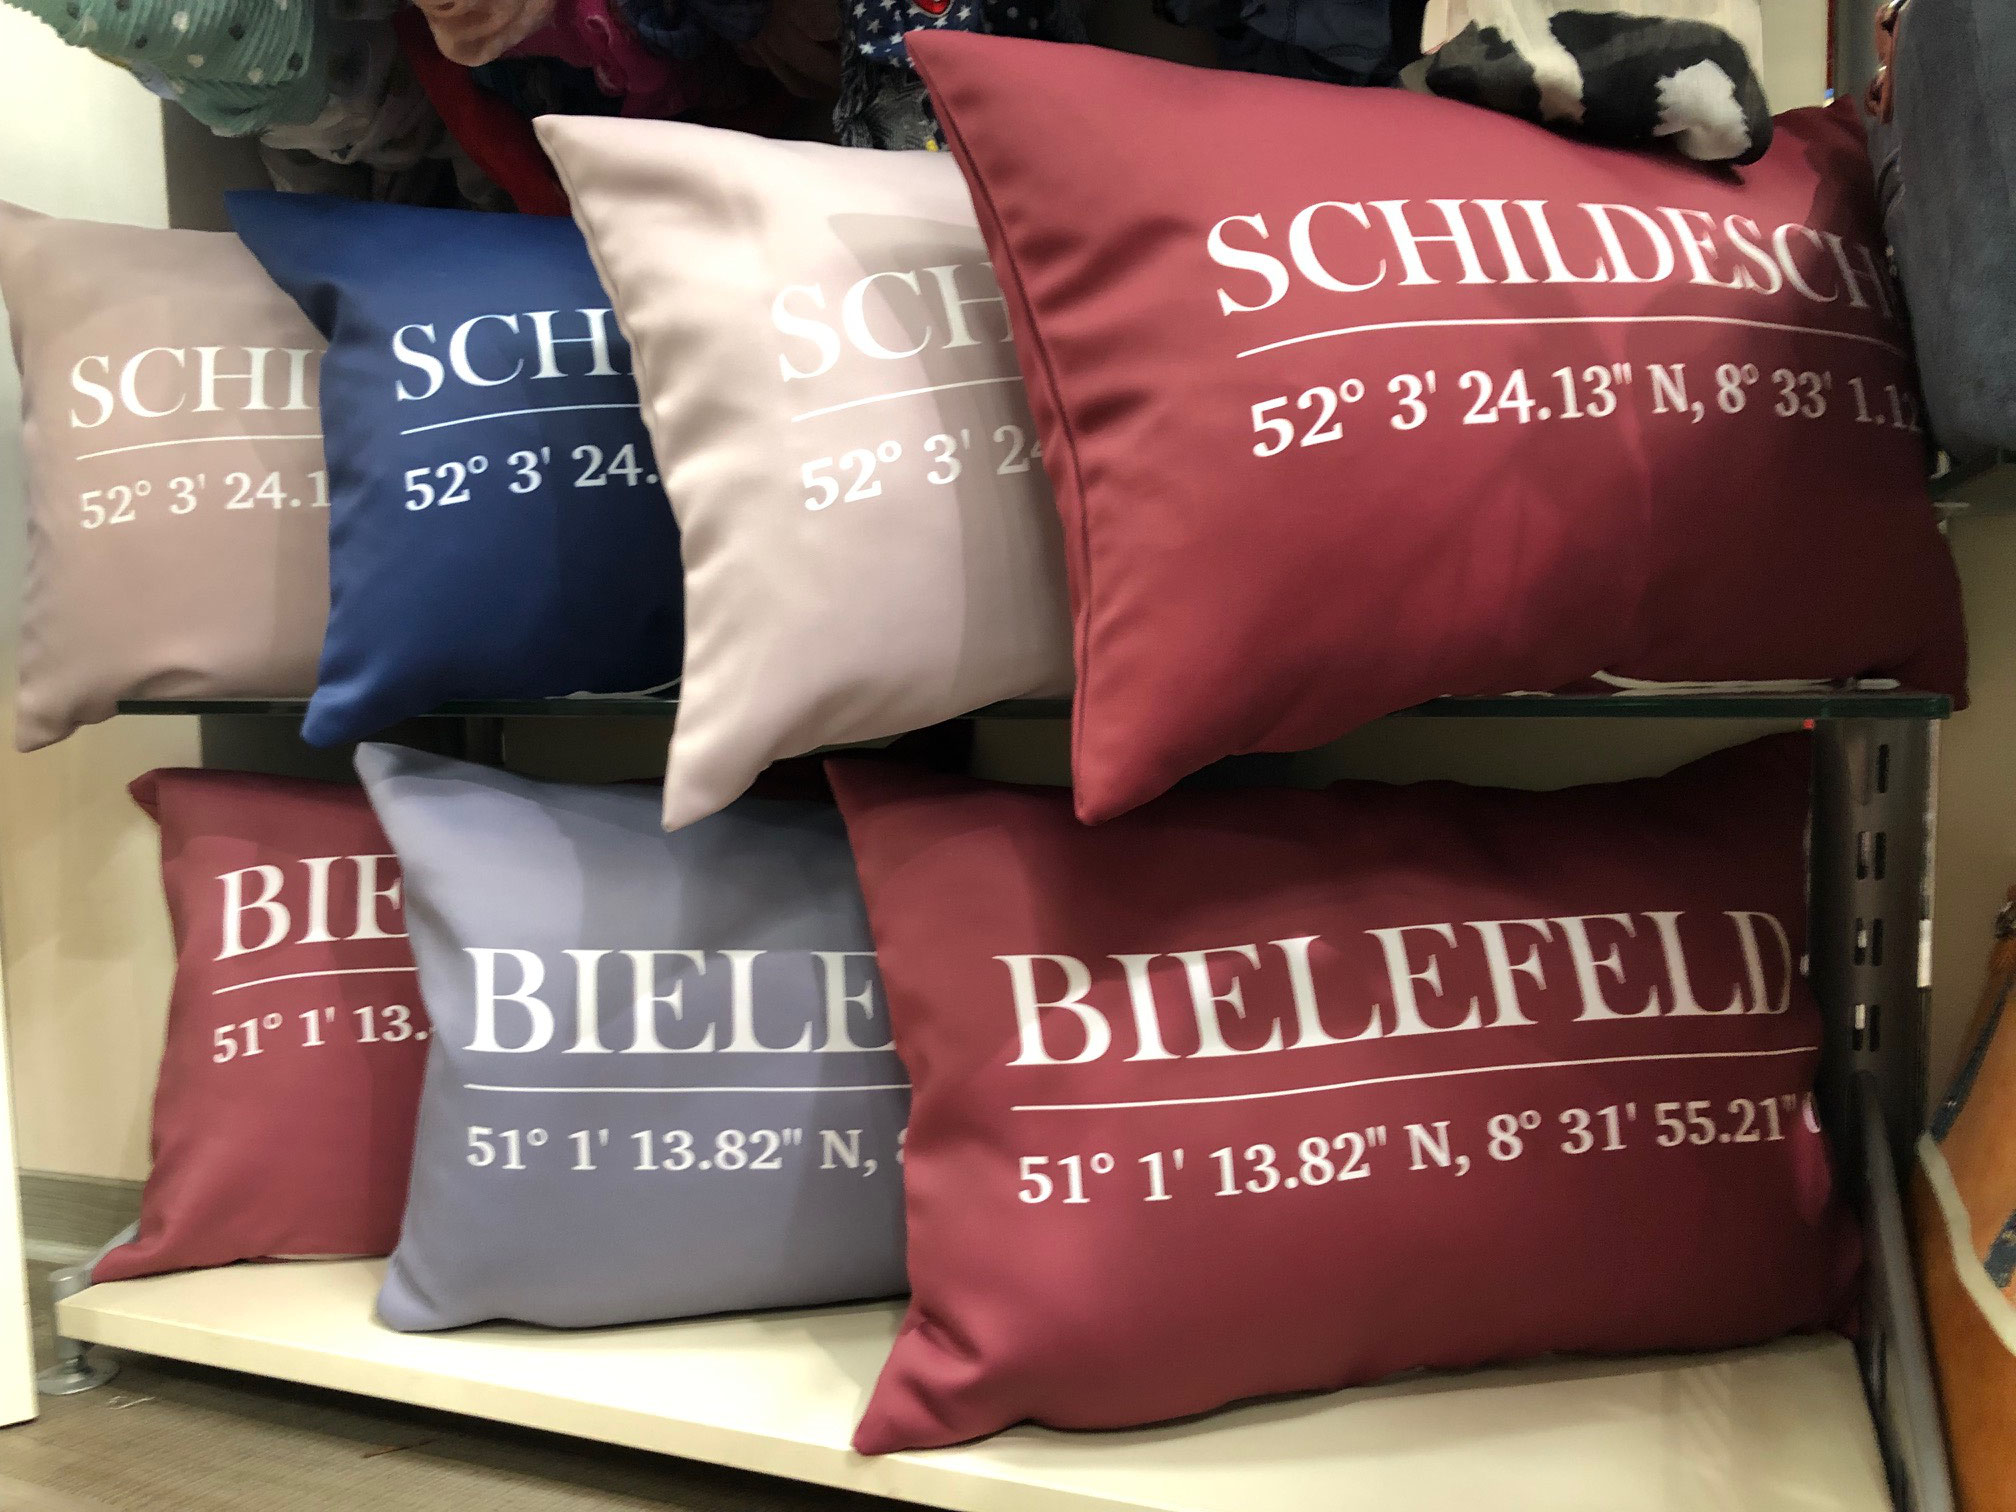 SCHI
52° 3' 24.1
SCH
52° 3' 24.
SCH
52° 3' 24
SCHILDESCH
52° 3' 24.13" N, 8° 33' 1.12
BIE
51° 1' 13.
BIELE
51° 1' 13.82" N,
BIELEFELD
51° 1' 13.82" N, 8° 31' 55.21"